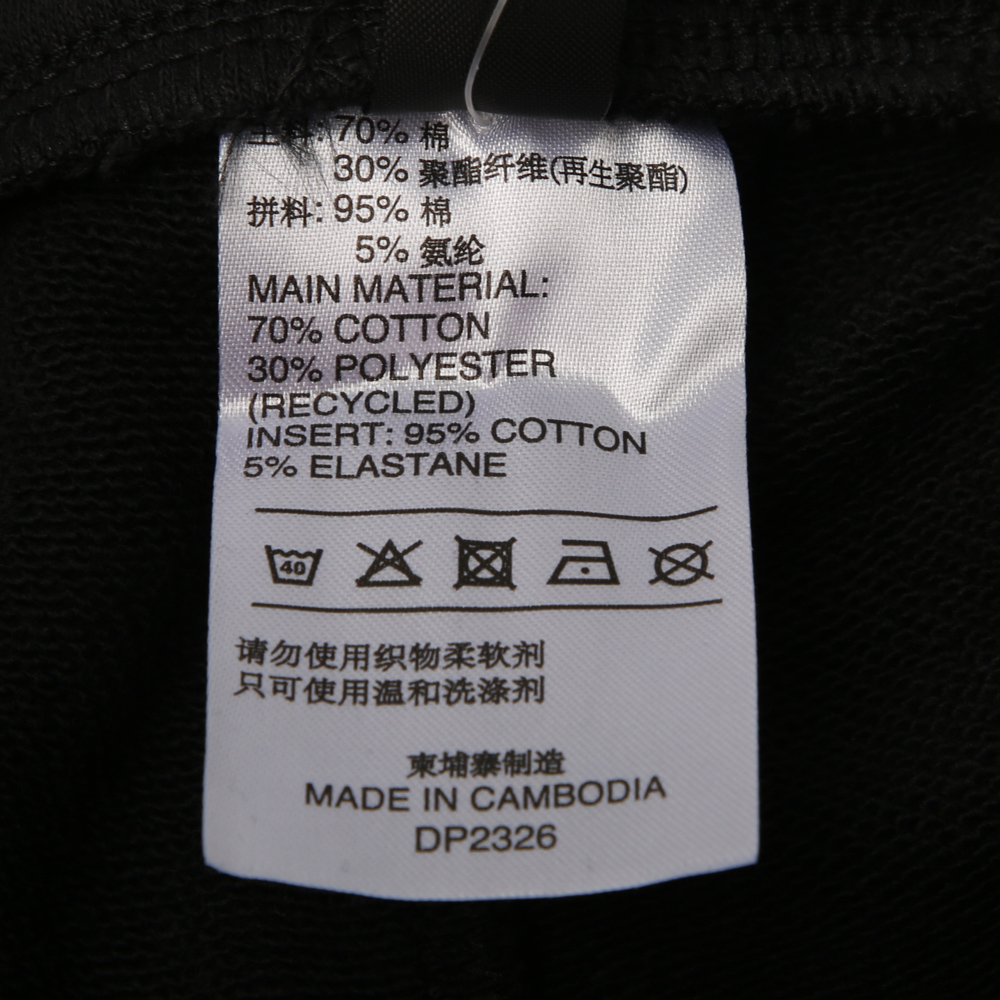 主料: 70% 棉
30% 聚酯纤维(再生聚酯)
拼料: 95% 棉
5% 氨纶
MAIN MATERIAL:
70% COTTON
30% POLYESTER
(RECYCLED)
INSERT: 95% COTTON
5% ELASTANE
40
请勿使用织物柔软剂
只可使用温和洗涤剂
柬埔寨制造
MADE IN CAMBODIA
DP2326